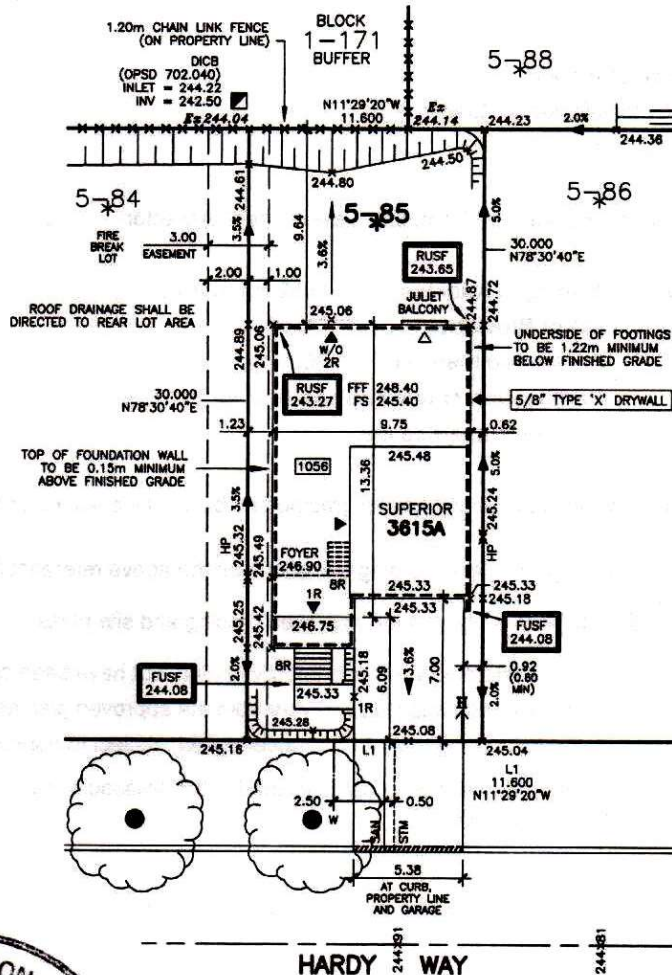 1.20m CHAIN LINK FENCE
(ON PROPERTY LINE)
BLOCK
1-171
BUFFER
5-88
DICB
(OPSD 702.040)
INLET = 244.22
INV = 242.50
N11°29'20"W
11.600
Ex 244.04
Ex
244.14
244.23
2.0%
244.36
244.50
244.61
244.80
5-84
5-85
5-86
FIRE
BREAK
LOT
3.00
EASEMENT
3.5%
9.64
3.6%
5.0%
30.000
N78°30'40"E
RUSF
243.65
2.00
1.00
ROOF DRAINAGE SHALL BE
DIRECTED TO REAR LOT AREA
244.89
245.06
245.06
JULIET
BALCONY
244.87
244.72
W/O
2R
UNDERSIDE OF FOOTINGS
TO BE 1.22m MINIMUM
BELOW FINISHED GRADE
RUSF
243.27
FFF 248.40
FS 245.40
5/8" TYPE 'X' DRYWALL
30.000
N78°30'40"E
1.23
9.75
0.62
TOP OF FOUNDATION WALL
TO BE 0.15m MINIMUM
ABOVE FINISHED GRADE
245.48
1056
13.36
5.0%
3.5%
SUPERIOR
3615A
245.24
HP
HP
245.32
245.49
FOYER
246.90
8R
1R
246.75
245.33
245.33
245.33
245.18
245.25
245.42
FUSF
244.08
FUSF
244.08
2.0%
8R
245.33
245.18
6.09
3.6%
7.00
0.92
(0.80
MIN)
2.0%
1R
245.28
245.16
245.08
245.04
L1
L1
11.600
N11°29'20"W
2.50
0.50
W
SAN
STM
5.38
AT CURB,
PROPERTY LINE
AND GARAGE
HARDY WAY
244.91
244.81
ON